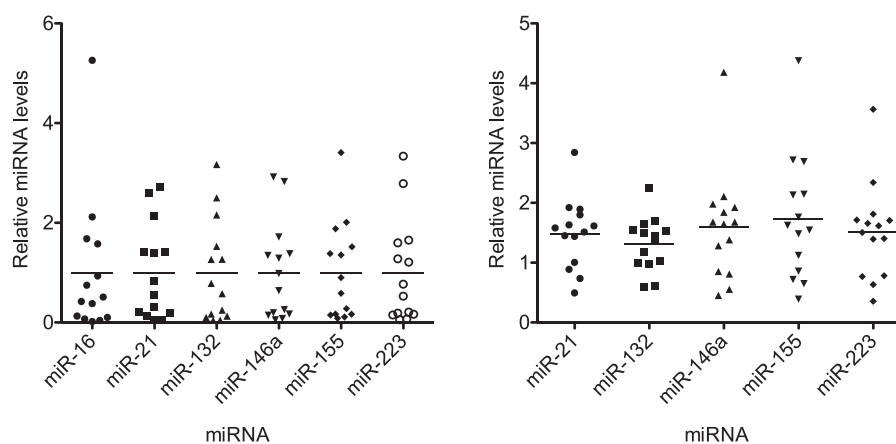 Relative miRNA levels
6
4
2
0
miR-16
miR-21
miR-132
miR-146a
miR-155
miR-223
miRNA
Relative miRNA levels
5
4
3
2
1
0
miR-21
miR-132
miR-146a
miR-155
miR-223
miRNA